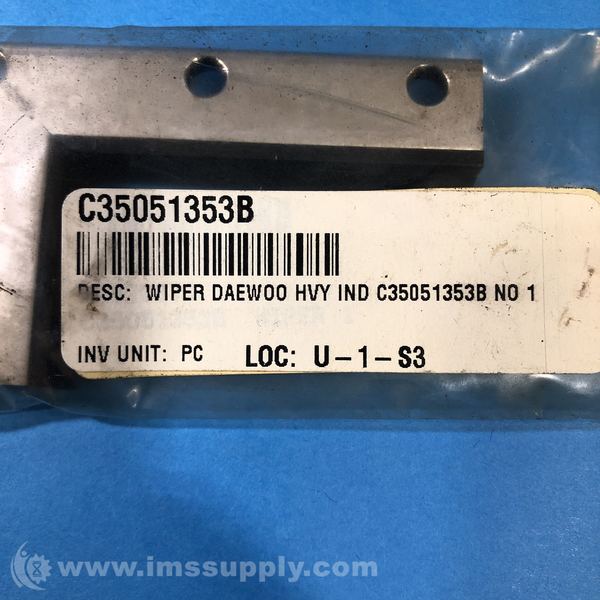 C35051353B
DESC: WIPER DAEWOO HVY IND C35051353B NO 1
INV UNIT: PC LOC: U-1-S3
www.imssupply.com